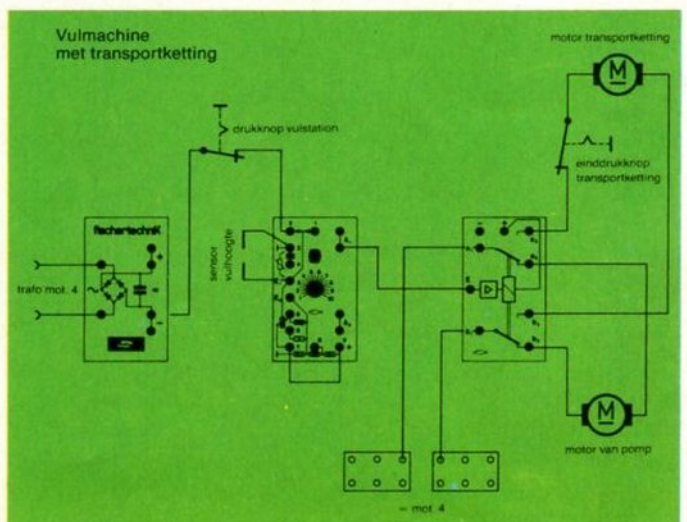 Vulmachine
met transportketting
motor transportketting
M
drukknop vulstation
einddrukknop
transportketting
fischertechnik
sensor
vulhoogte
trafo mot. 4
+
-
M
motor van pomp
= mot. 4